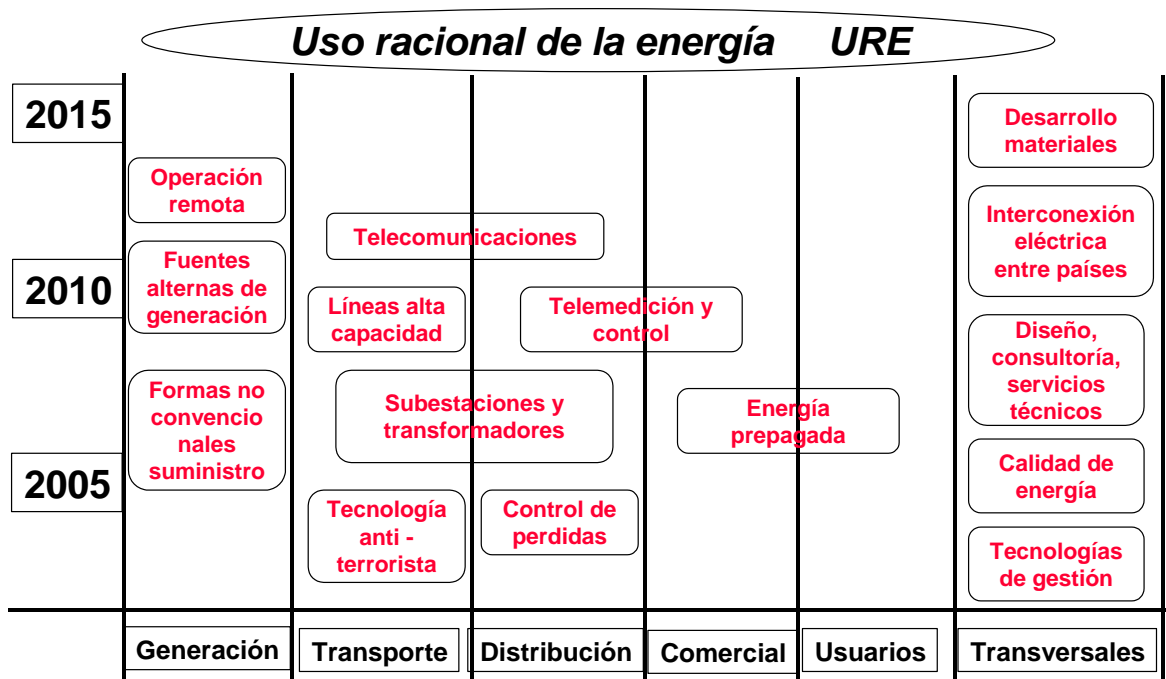 Uso racional de la energía URE
2015
Desarrollo
materiales
Operación
remota
Interconexión
eléctrica
entre países
Telecomunicaciones
2010
Fuentes
alternas de
generación
Líneas alta
capacidad
Telemedición y
control
Diseño,
consultoría,
servicios
técnicos
Formas no
convencio
nales
suministro
Subestaciones y
transformadores
Energía
prepagada
2005
Calidad de
energía
Tecnología
anti -
terrorista
Control de
perdidas
Tecnologías
de gestión
Generación
Transporte
Distribución
Comercial
Usuarios
Transversales